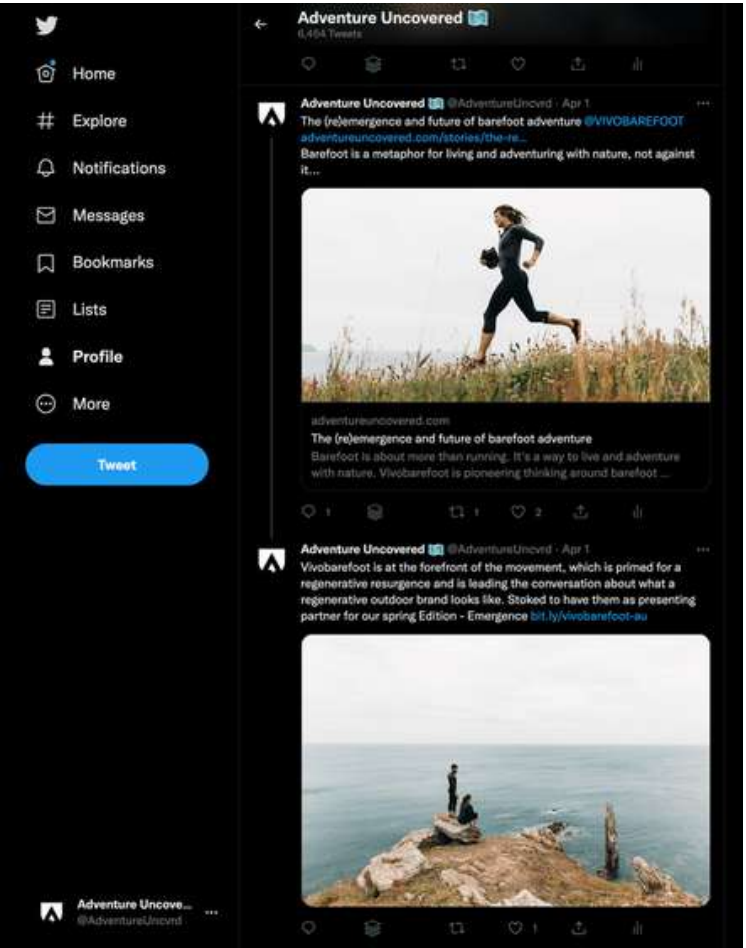 Adventure Uncovered
6,464 Tweets
Home
Explore
Notifications
Messages
Bookmarks
Lists
Profile
More
Tweet
Adventure Uncove...
@AdventureUncvrd
Adventure Uncovered @AdventureUncvrd · Apr 1
The (re)emergence and future of barefoot adventure @VIVOBAREFOOT
adventureuncovered.com/stories/the-re...
Barefoot is a metaphor for living and adventuring with nature, not against
it...
adventureuncovered.com
The (re)emergence and future of barefoot adventure
Barefoot is about more than running. It's a way to live and adventure
with nature. Vivobarefoot is pioneering thinking around barefoot ...
1 1 2
Adventure Uncovered @AdventureUncvrd · Apr 1
Vivobarefoot is at the forefront of the movement, which is primed for a
regenerative resurgence and is leading the conversation about what a
regenerative outdoor brand looks like. Stoked to have them as presenting
partner for our spring Edition - Emergence bit.ly/vivobarefoot-au
1